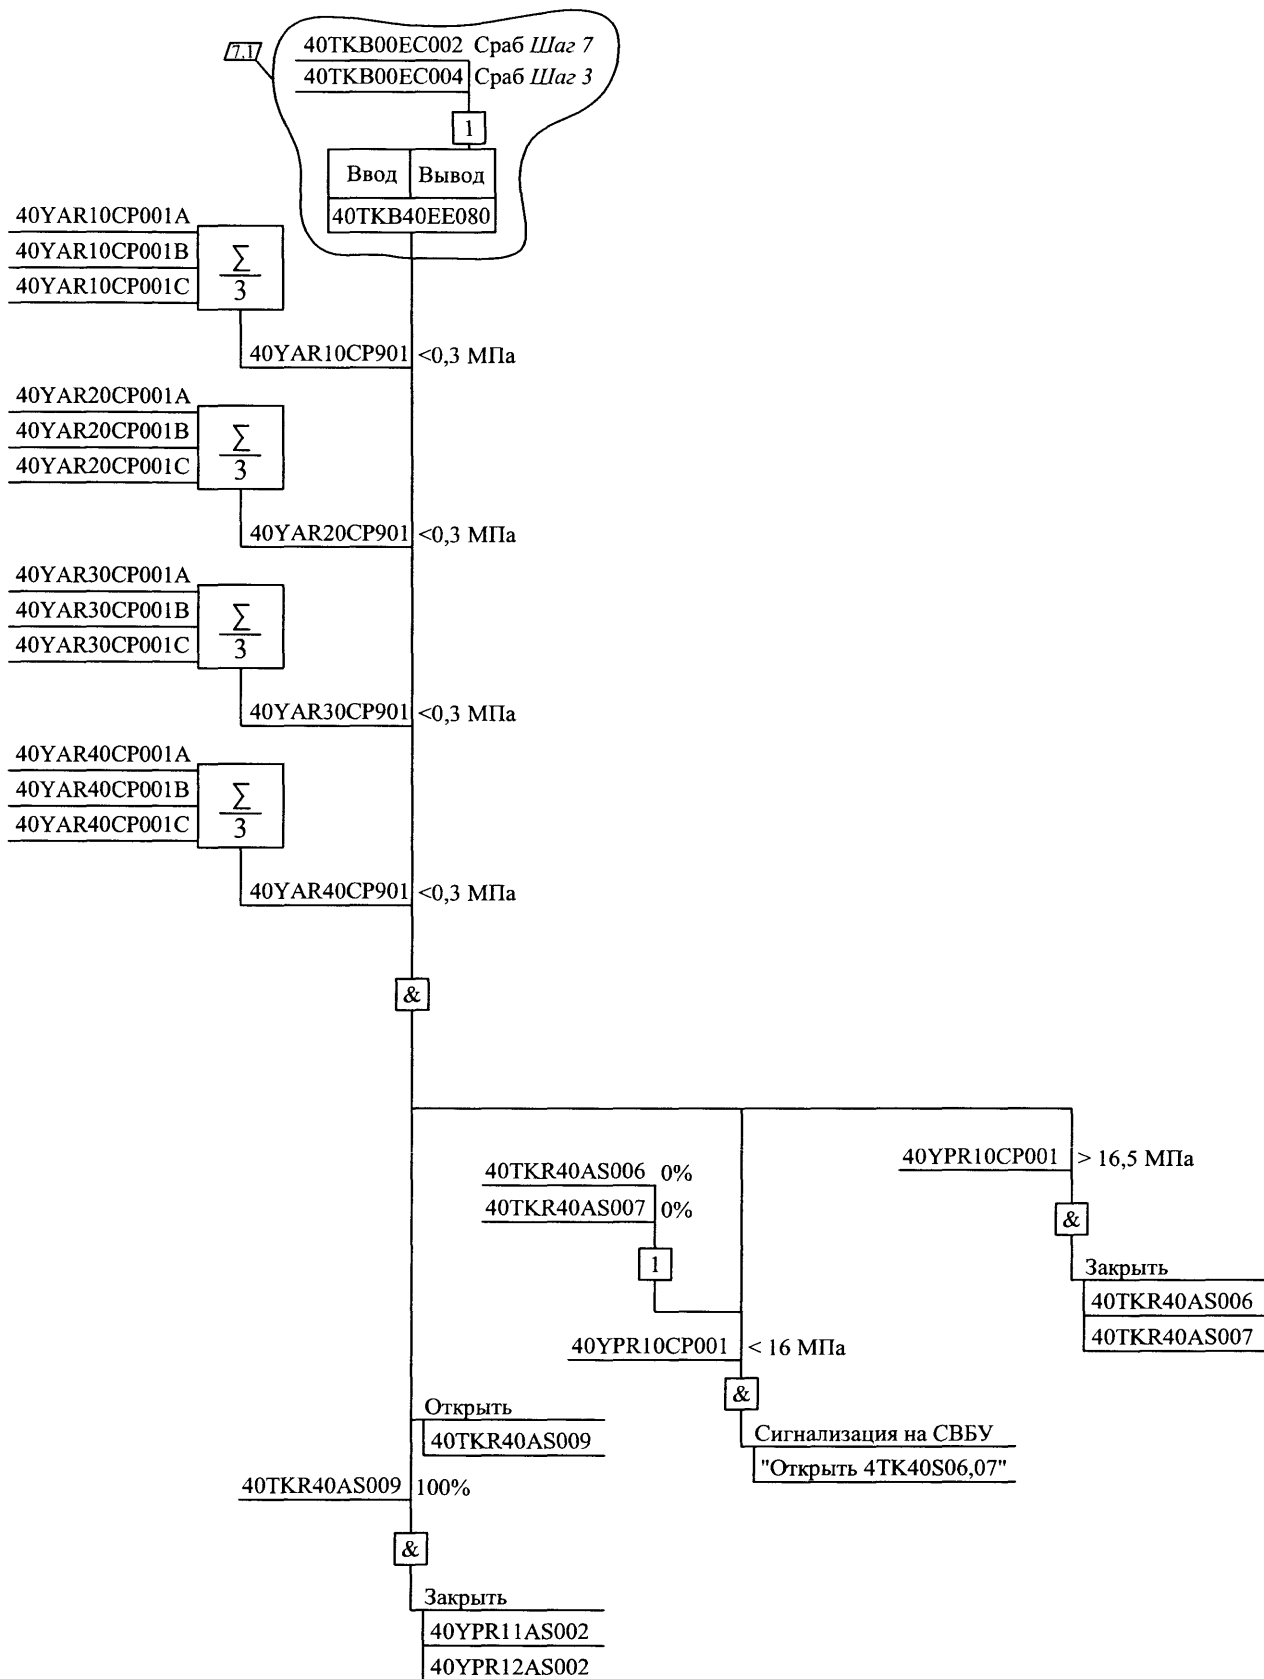 7.1
40TKB00EC002 Сраб Шаг 7
40TKB00EC004 Сраб Шаг 3
1
Ввод Вывод
40TKB40EE080
40YAR10CP001A
40YAR10CP001B
40YAR10CP001C
Σ
3
40YAR10CP901 <0,3 МПа
40YAR20CP001A
40YAR20CP001B
40YAR20CP001C
Σ
3
40YAR20CP901 <0,3 МПа
40YAR30CP001A
40YAR30CP001B
40YAR30CP001C
Σ
3
40YAR30CP901 <0,3 МПа
40YAR40CP001A
40YAR40CP001B
40YAR40CP001C
Σ
3
40YAR40CP901 <0,3 МПа
&
40YPR10CP001 > 16,5 МПа
&
Закрыть
40TKR40AS006
40TKR40AS007
40TKR40AS006 0%
40TKR40AS007 0%
1
40YPR10CP001 < 16 МПа
&
Сигнализация на СВБУ
"Открыть 4TK40S06,07"
Открыть
40TKR40AS009
40TKR40AS009 100%
&
Закрыть
40YPR11AS002
40YPR12AS002